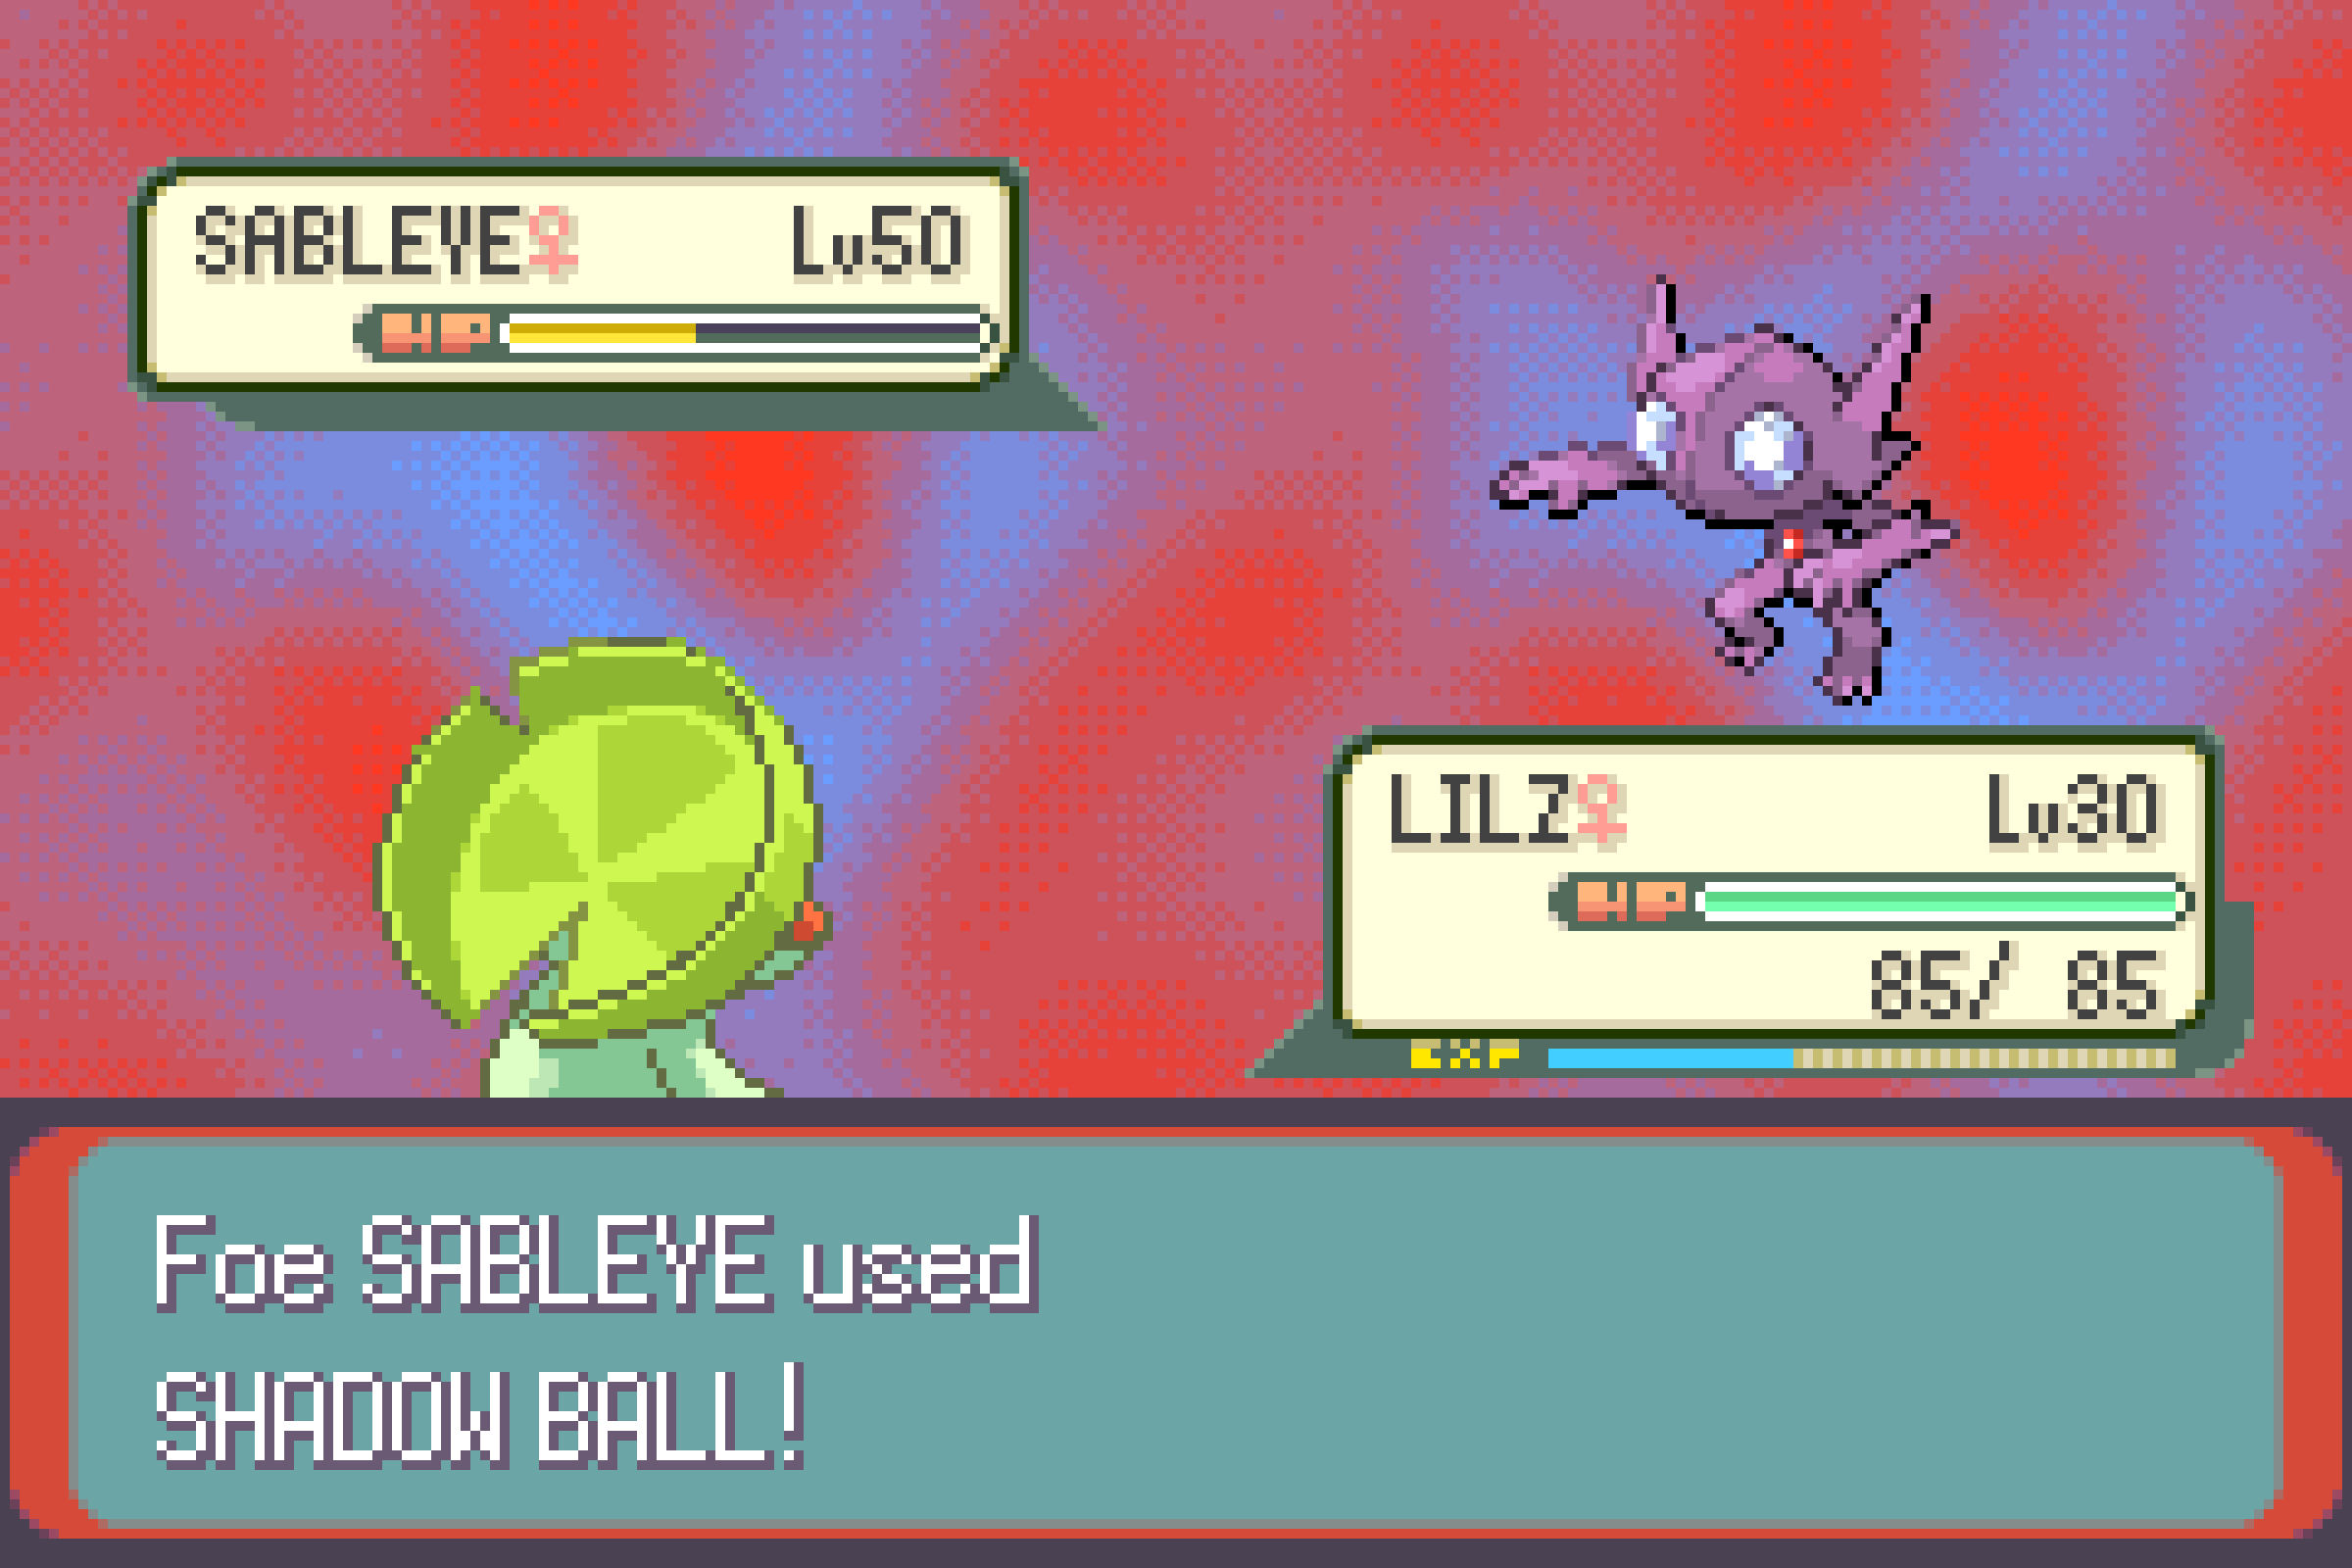 SABLEYE♀ Lv50
HP
LILZ♀ Lv30
HP
85/ 85
EXP
Foe SABLEYE used
SHADOW BALL!